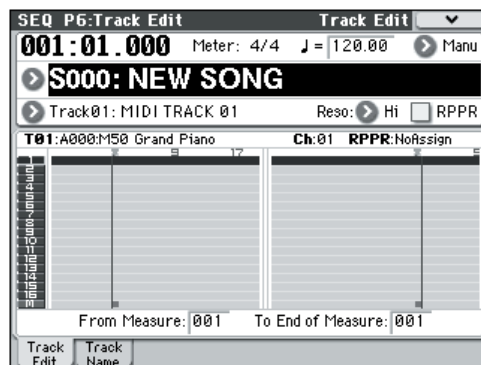 SEQ P6:Track Edit Track Edit
001:01.000 Meter: 4/4 ♩= 120.00 Manu
S000: NEW SONG
Track01: MIDI TRACK 01 Reso: Hi RPPR
T01:A000:M50 Grand Piano Ch:01 RPPR:NoAssign
9 17
1
2
3
4
5
6
7
8
9
10
11
12
13
14
15
16
M
From Measure: 001 To End of Measure: 001
Track Edit Track Name